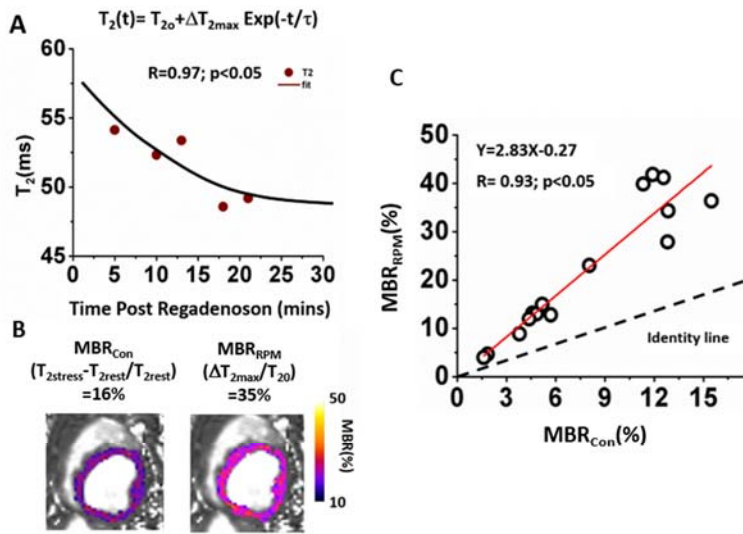 A
T₂(t)= T₂ₒ+ΔT₂max Exp(-t/τ)
60
55
50
45
T₂(ms)
R=0.97; p<0.05
T2
fit
0 5 10 15 20 25 30
Time Post Regadenoson (mins)
B
MBRCon
(T2stress-T2rest/T2rest)
=16%
MBRRPM
(ΔT2max/T20)
=35%
50
MBR(%)
10
C
50
40
30
20
10
0
MBRRPM(%)
Y=2.83X-0.27
R= 0.93; p<0.05
Identity line
0 3 6 9 12 15
MBRCon(%)